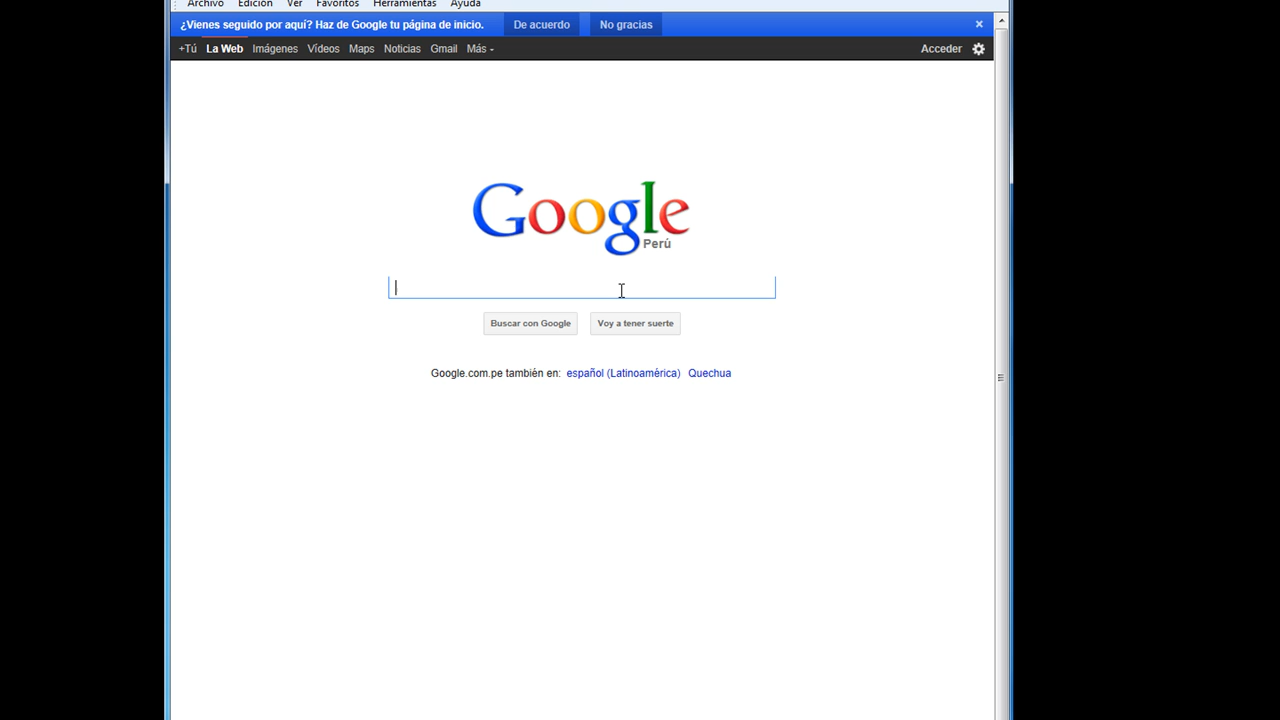 Archivo Edición Ver Favoritos Herramientas Ayuda
¿Vienes seguido por aquí? Haz de Google tu página de inicio. De acuerdo No gracias ×
+Tú La Web Imágenes Vídeos Maps Noticias Gmail Más Acceder
Google
Perú
Buscar con Google Voy a tener suerte
Google.com.pe también en: español (Latinoamérica) Quechua